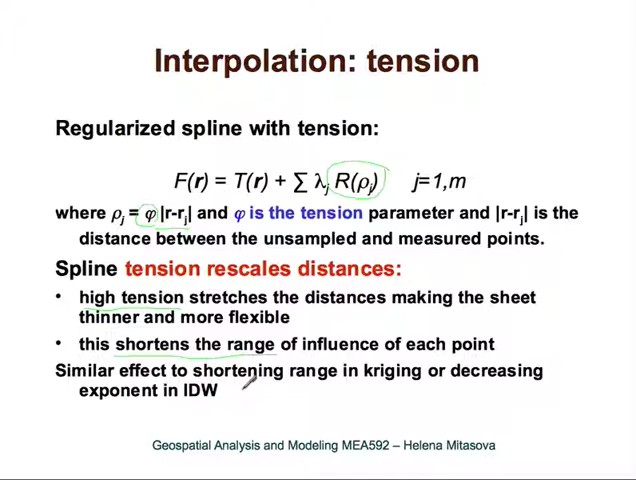 Interpolation: tension
Regularized spline with tension:
F(r) = T(r) + ∑ λj R(ρj) j=1,m
where ρj = φ |r-rj| and φ is the tension parameter and |r-rj| is the
distance between the unsampled and measured points.
Spline tension rescales distances:
• high tension stretches the distances making the sheet
thinner and more flexible
• this shortens the range of influence of each point
Similar effect to shortening range in kriging or decreasing
exponent in IDW
Geospatial Analysis and Modeling MEA592 – Helena Mitasova